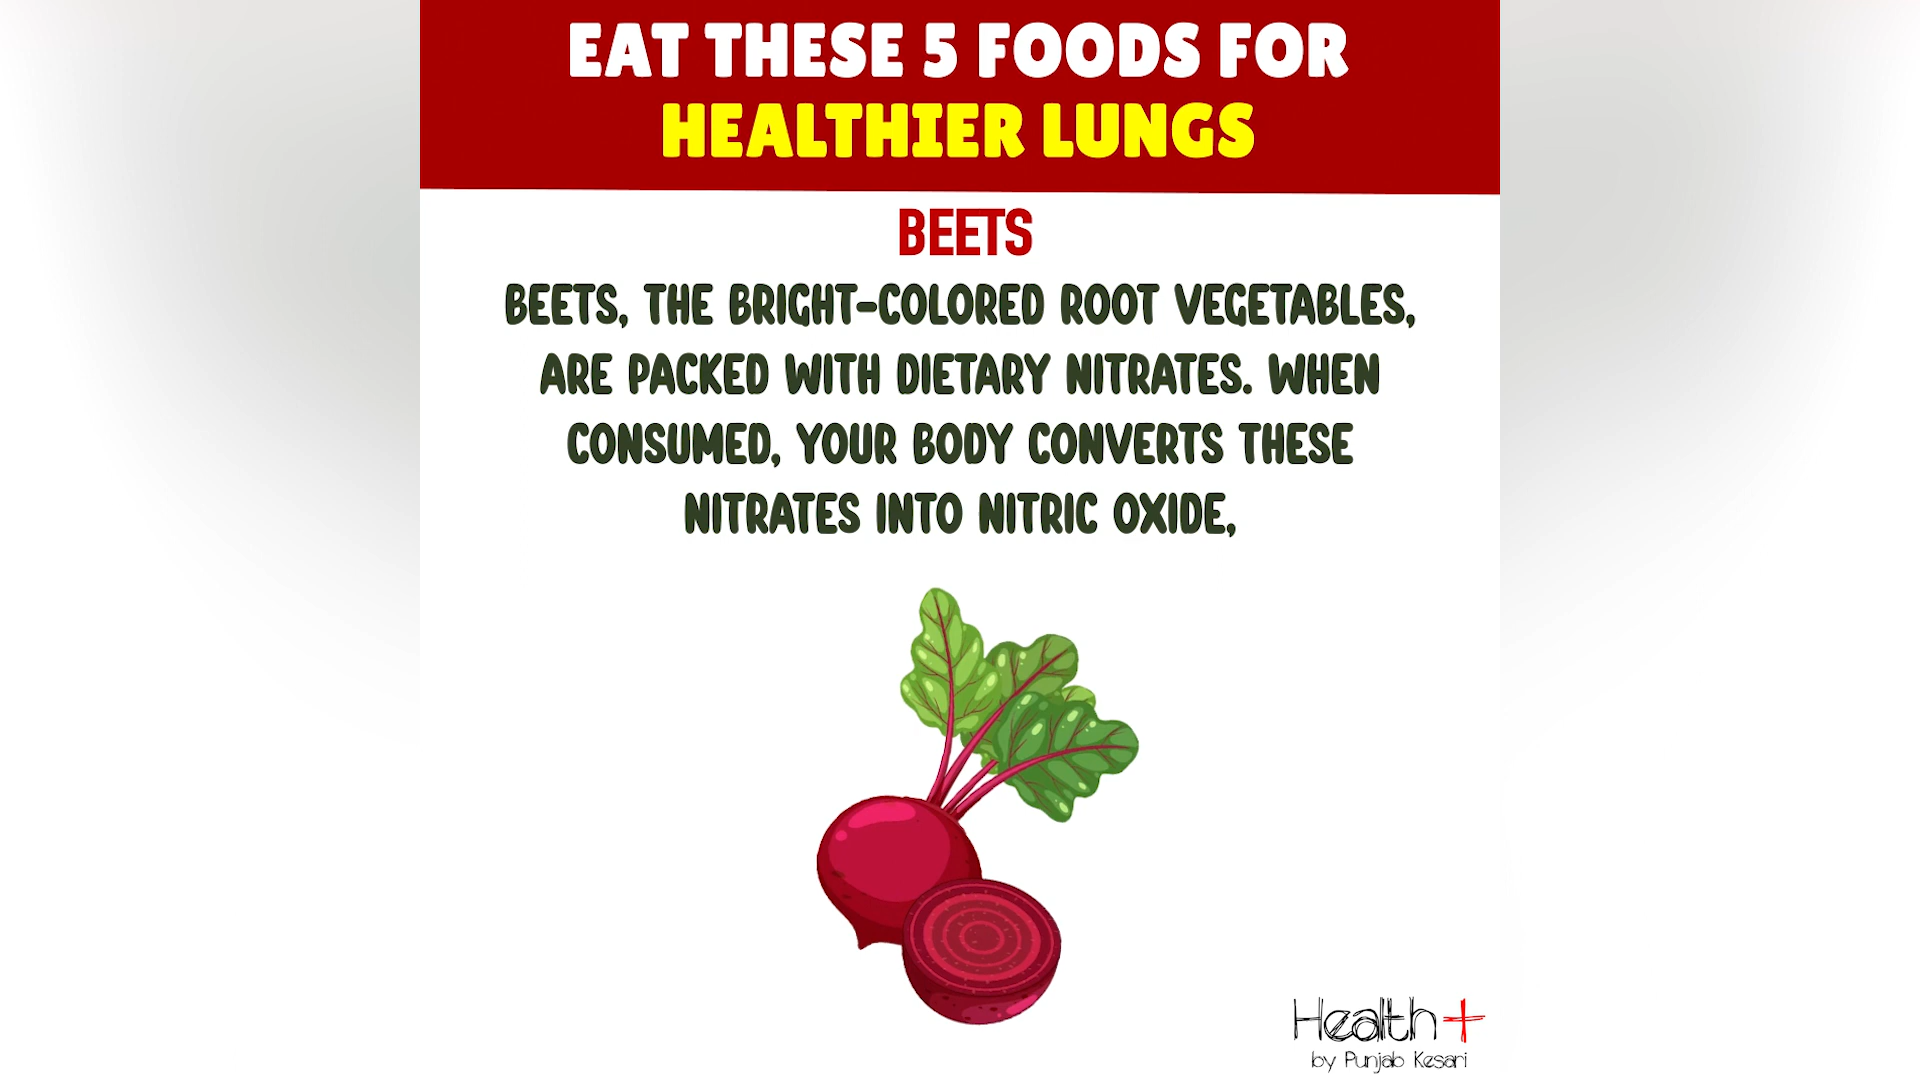 EAT THESE 5 FOODS FOR
HEALTHIER LUNGS
BEETS
BEETS, THE BRIGHT-COLORED ROOT VEGETABLES,
ARE PACKED WITH DIETARY NITRATES. WHEN
CONSUMED, YOUR BODY CONVERTS THESE
NITRATES INTO NITRIC OXIDE,
Health+
by Punjab Kesari